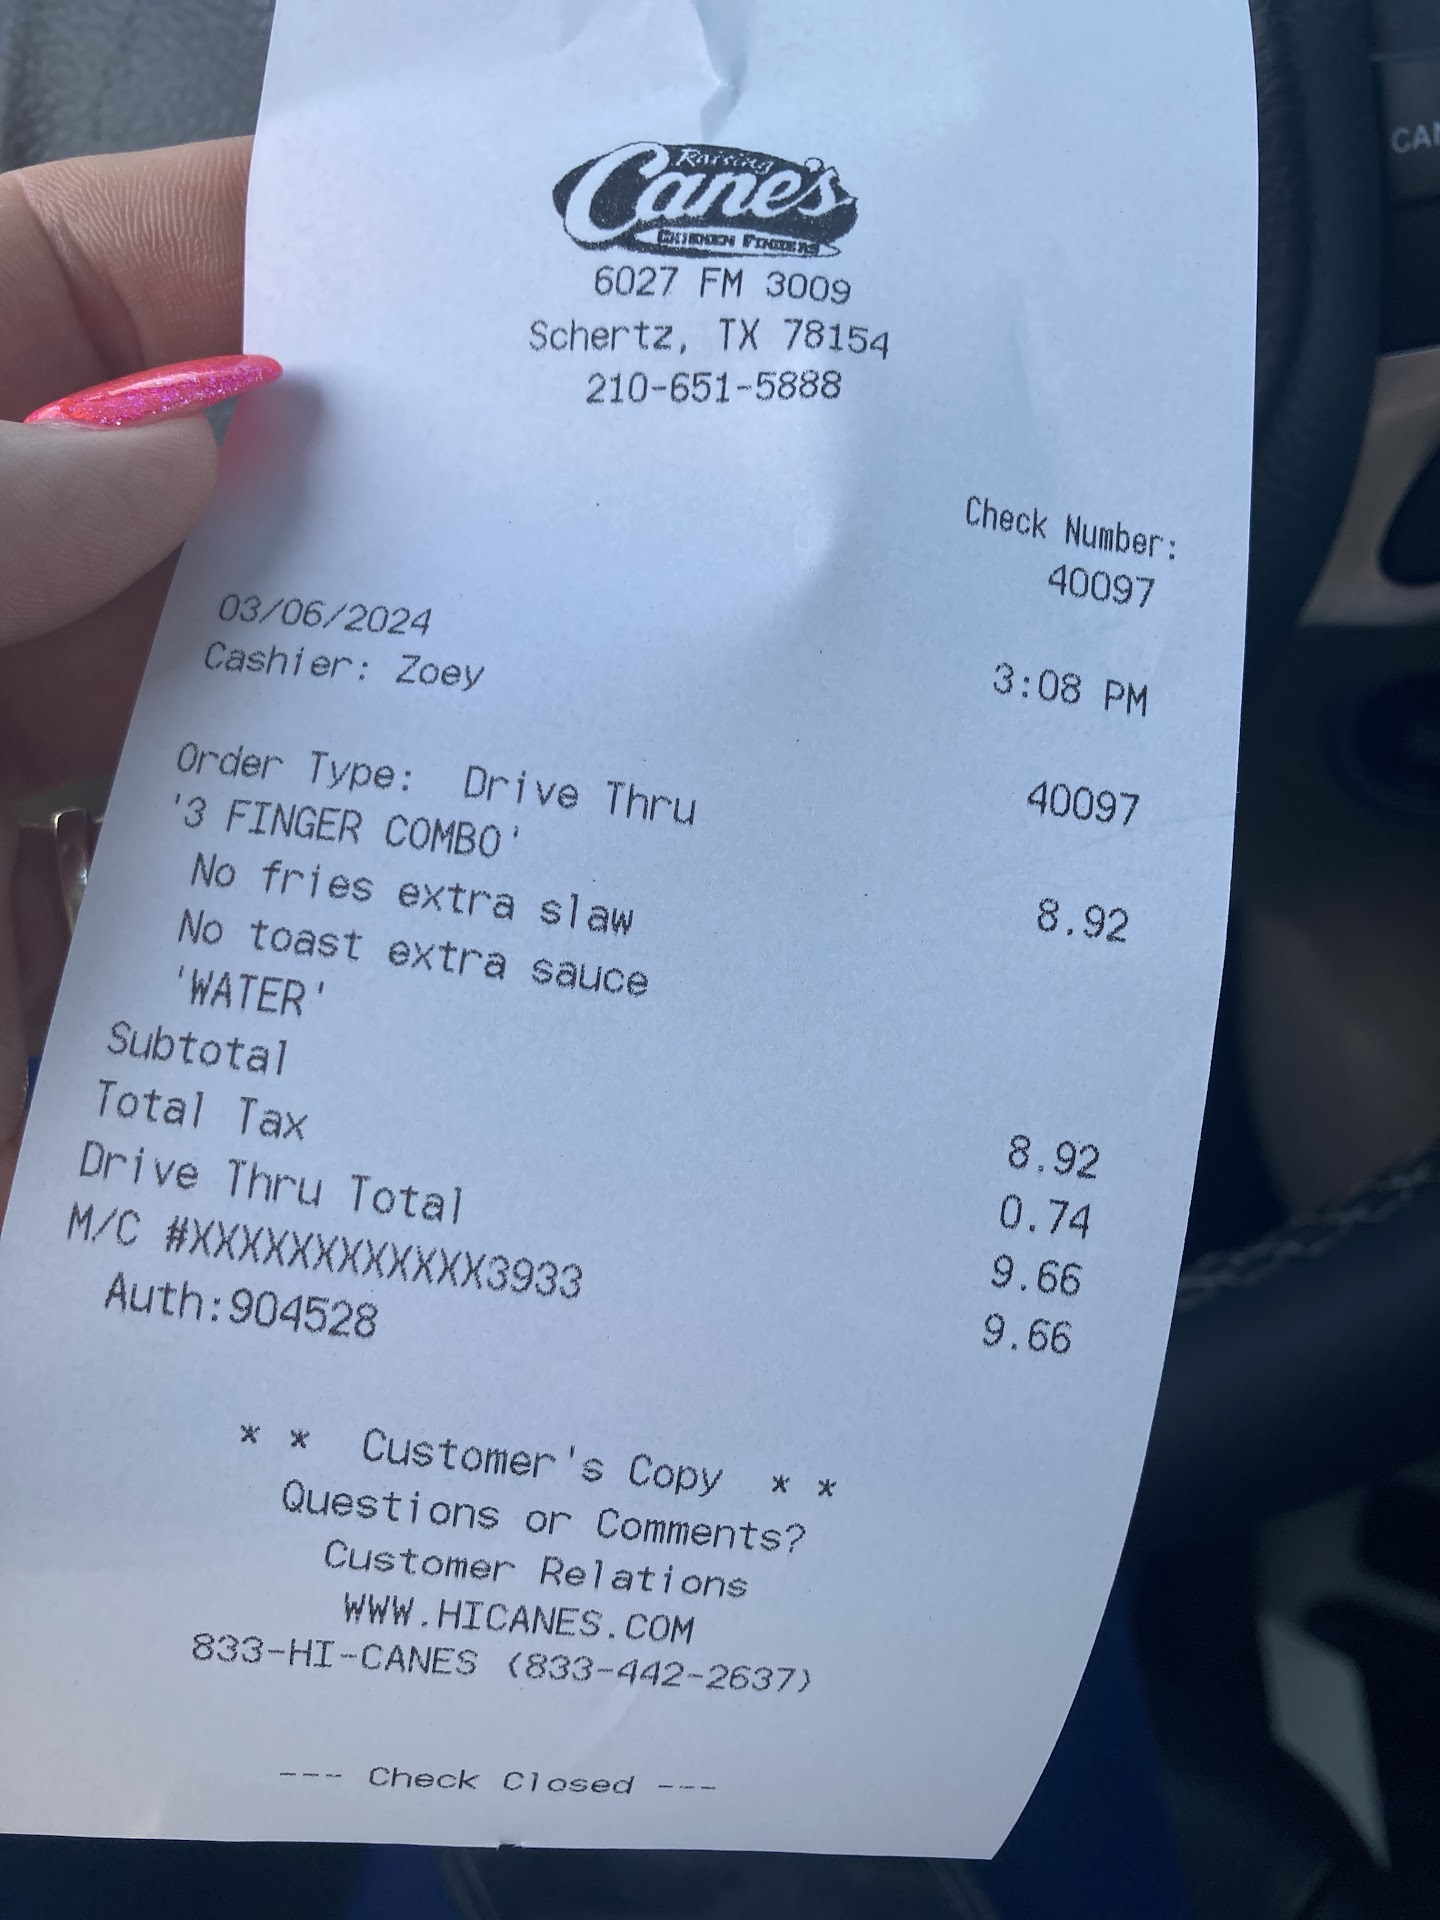 Raising
Cane's
CHICKEN FINGERS
6027 FM 3009
Schertz, TX 78154
210-651-5888
Check Number:
40097
03/06/2024
Cashier: Zoey 3:08 PM
Order Type: Drive Thru 40097
'3 FINGER COMBO' 8.92
No fries extra slaw
No toast extra sauce
'WATER'
Subtotal 8.92
Total Tax 0.74
Drive Thru Total 9.66
M/C #XXXXXXXXXXXX3933 9.66
Auth:904528
* * Customer's Copy * *
Questions or Comments?
Customer Relations
WWW.HICANES.COM
833-HI-CANES (833-442-2637)
--- Check Closed ---